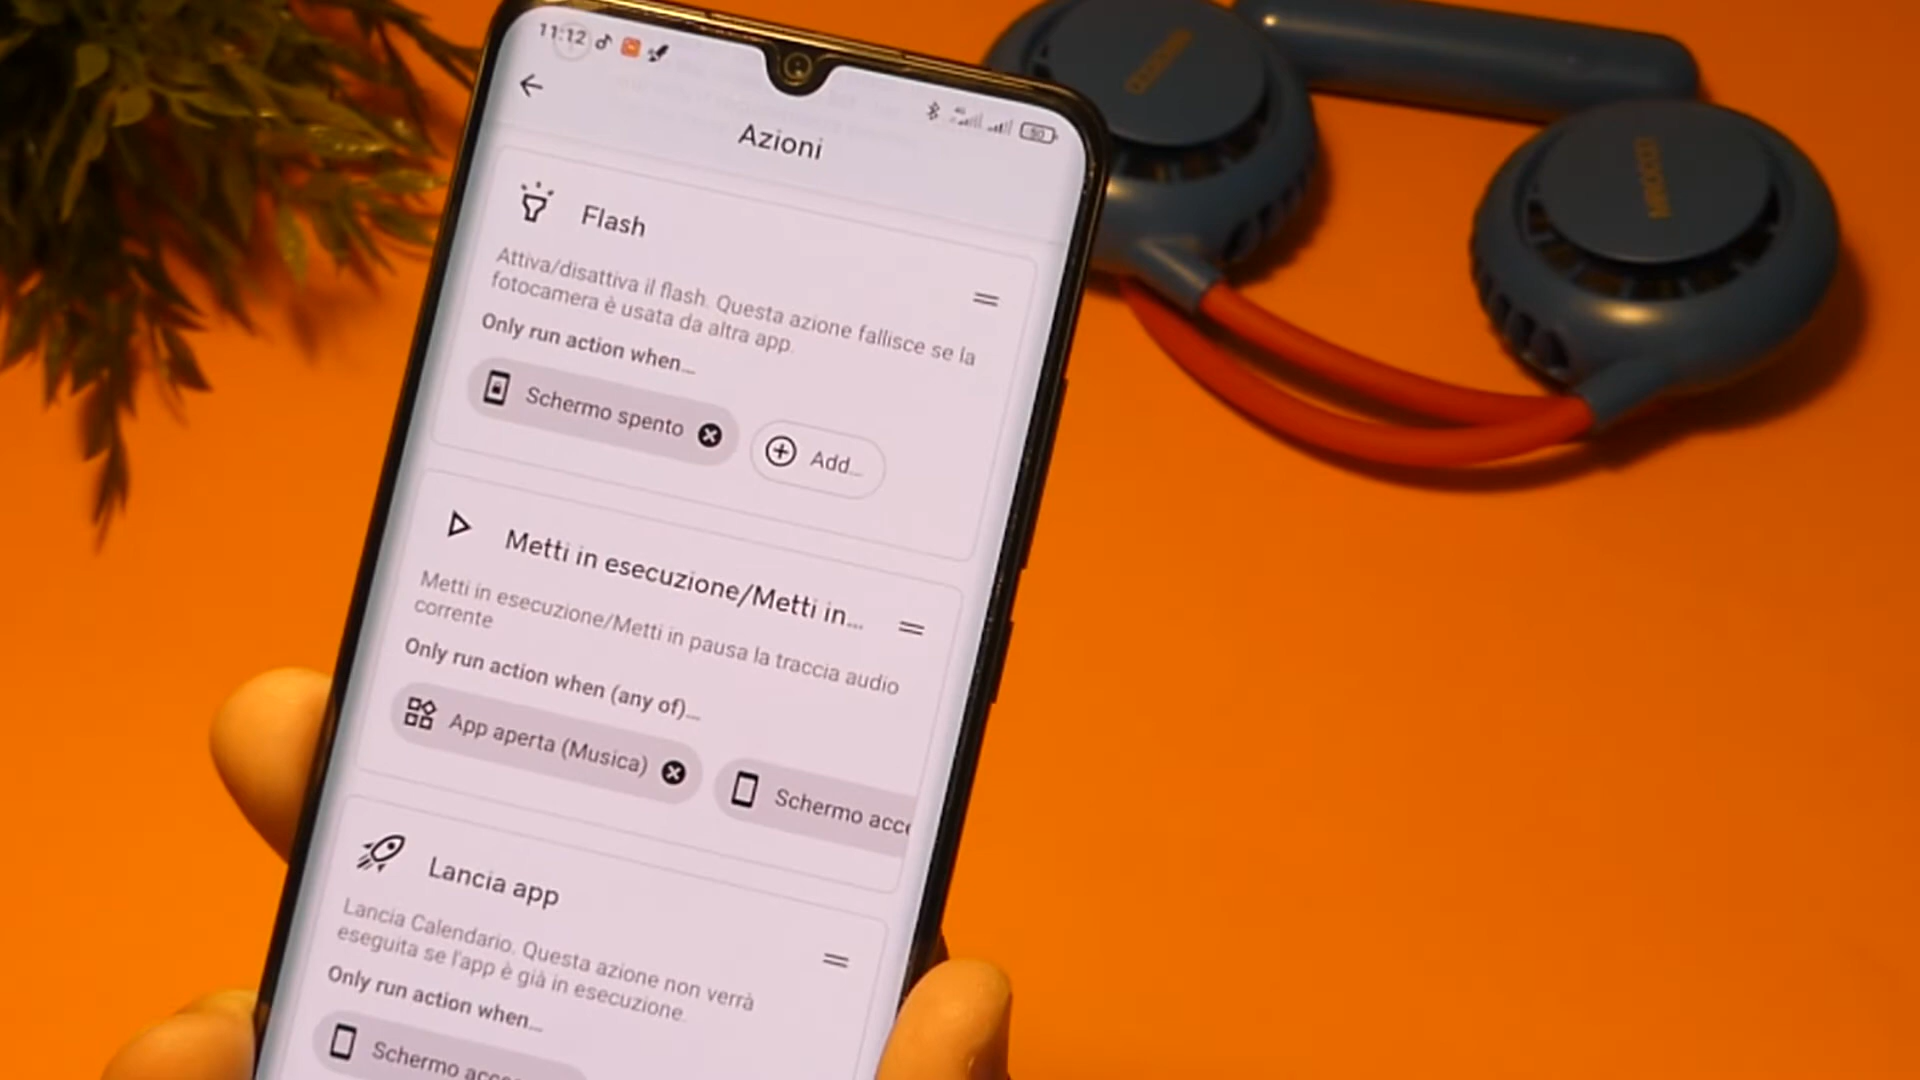 11:12
50
Azioni
Flash
Attiva/disattiva il flash. Questa azione fallisce se la
fotocamera è usata da altra app.
Only run action when...
Schermo spento
Add...
Metti in esecuzione/Metti in...
Metti in esecuzione/Metti in pausa la traccia audio
corrente
Only run action when (any of)...
App aperta (Musica)
Schermo acce
Lancia app
Lancia Calendario. Questa azione non verrà
eseguita se l'app è già in esecuzione.
Only run action when...
Schermo acce